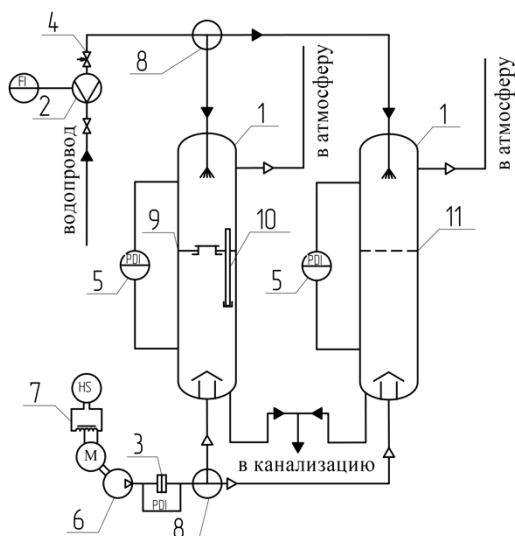 4
8
FI
2
водопровод
1
в атмосферу
1
в атмосферу
9
10
11
PDI
5
PDI
5
HS
7
M
3
в канализацию
PDI
6
8